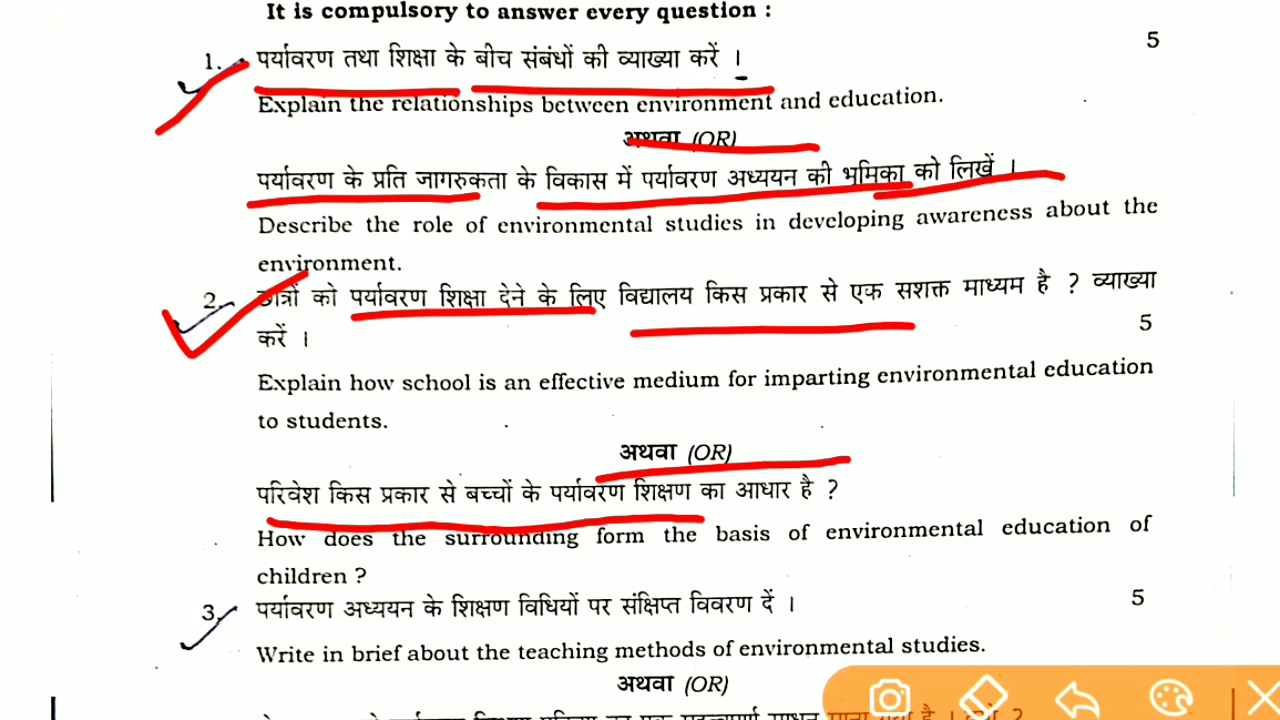 It is compulsory to answer every question :
1. पर्यावरण तथा शिक्षा के बीच संबंधों की व्याख्या करें । 5
Explain the relationships between environment and education.
अथवा (OR)
पर्यावरण के प्रति जागरुकता के विकास में पर्यावरण अध्ययन की भूमिका को लिखें ।
Describe the role of environmental studies in developing awareness about the
environment.
2. छात्रों को पर्यावरण शिक्षा देने के लिए विद्यालय किस प्रकार से एक सशक्त माध्यम है ? व्याख्या
करें । 5
Explain how school is an effective medium for imparting environmental education
to students.
अथवा (OR)
परिवेश किस प्रकार से बच्चों के पर्यावरण शिक्षण का आधार है ?
How does the surrounding form the basis of environmental education of
children ?
3. पर्यावरण अध्ययन के शिक्षण विधियों पर संक्षिप्त विवरण दें । 5
Write in brief about the teaching methods of environmental studies.
अथवा (OR)